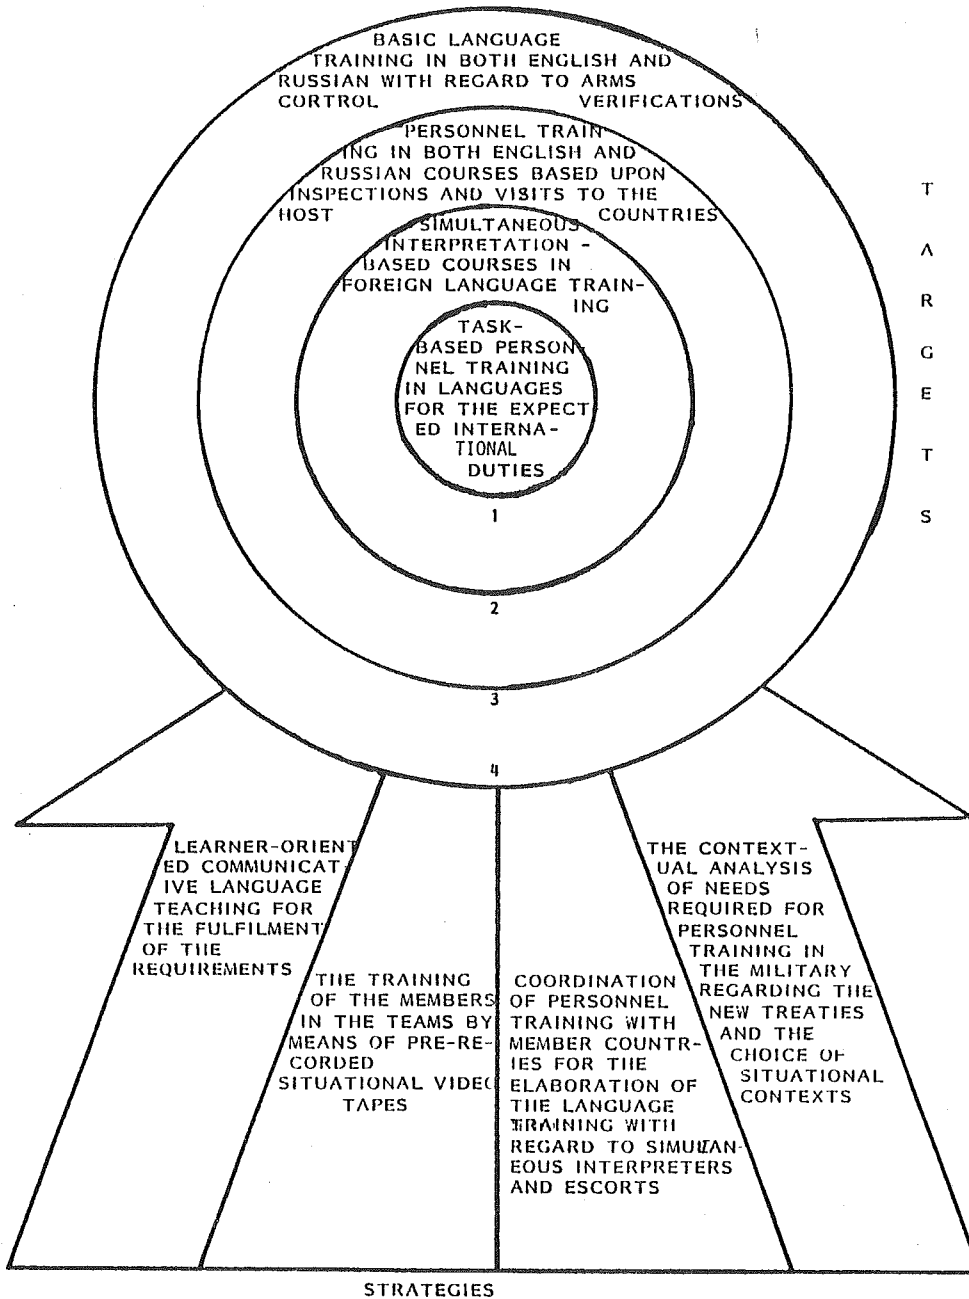 BASIC LANGUAGE
TRAINING IN BOTH ENGLISH AND
RUSSIAN WITH REGARD TO ARMS
CORTROL VERIFICATIONS
PERSONNEL TRAIN-
ING IN BOTH ENGLISH AND
RUSSIAN COURSES BASED UPON
INSPECTIONS AND VISITS TO THE
HOST COUNTRIES
SIMULTANEOUS
INTERPRETATION -
BASED COURSES IN
FOREIGN LANGUAGE TRAIN-
ING
TASK-
BASED PERSON-
NEL TRAINING
IN LANGUAGES
FOR THE EXPECT
ED INTERNA-
TIONAL
DUTIES
1
2
3
4
T
A
R
G
E
T
S
LEARNER-ORIENT
ED COMMUNICAT-
IVE LANGUAGE
TEACHING FOR
THE FULFILMENT
OF THE
REQUIREMENTS
THE TRAINING
OF THE MEMBERS
IN THE TEAMS BY
MEANS OF PRE-RE-
CORDED
SITUATIONAL VIDEO
TAPES
COORDINATION
OF PERSONNEL
TRAINING WITH
MEMBER COUNTR-
IES FOR THE
ELABORATION OF
THE LANGUAGE
TRAINING WITH
REGARD TO SIMULTAN-
EOUS INTERPRETERS
AND ESCORTS
THE CONTEXT-
UAL ANALYSIS
OF NEEDS
REQUIRED FOR
PERSONNEL
TRAINING IN
THE MILITARY
REGARDING THE
NEW TREATIES
AND THE
CHOICE OF
SITUATIONAL
CONTEXTS
STRATEGIES